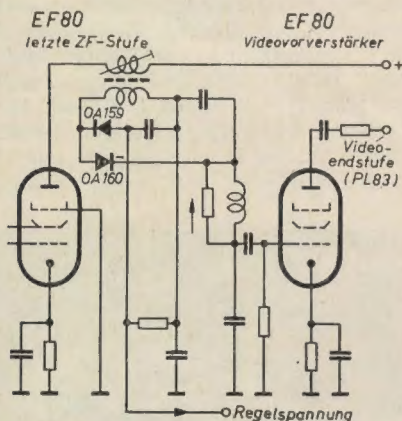 EF80
letzte ZF-Stufe
EF80
Videovorverstärker
+
OA159
OA160
Video-
endstufe
(PL83)
Regelspannung